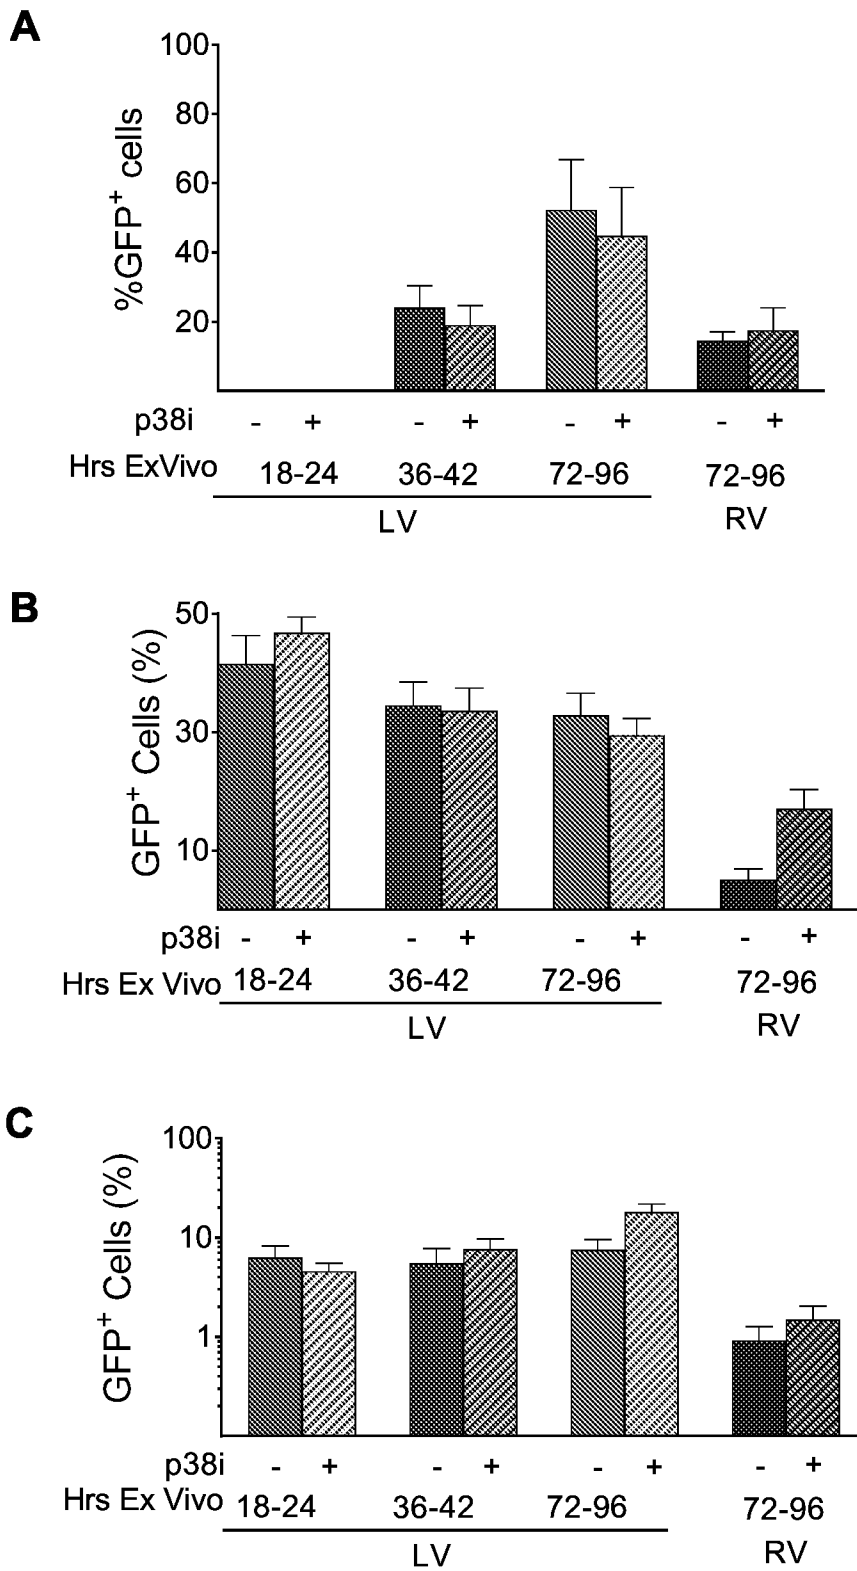 A
%GFP+ cells
100
80
60
40
20
p38i - + - + - + - +
Hrs ExVivo 18-24 36-42 72-96 72-96
LV RV
B
GFP+ Cells (%)
50
30
10
p38i - + - + - + - +
Hrs Ex Vivo 18-24 36-42 72-96 72-96
LV RV
C
GFP+ Cells (%)
100
10
1
p38i - + - + - + - +
Hrs Ex Vivo 18-24 36-42 72-96 72-96
LV RV